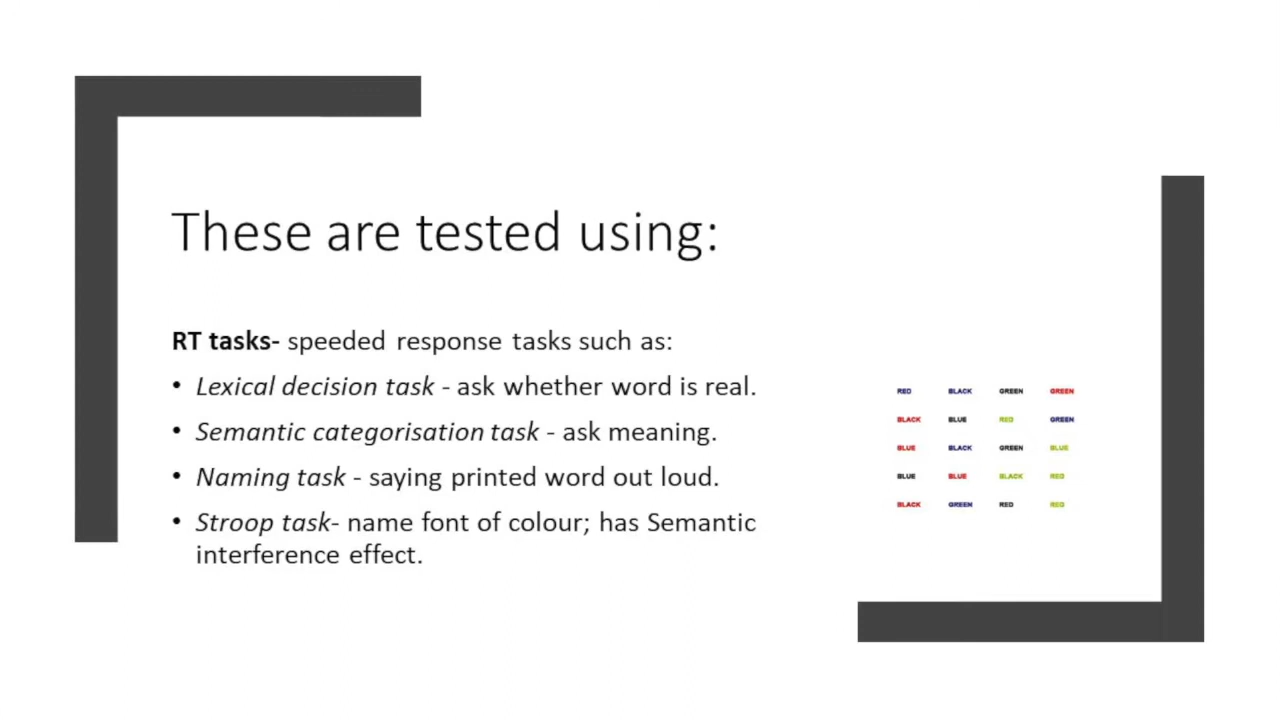 These are tested using:
RT tasks- speeded response tasks such as:
• Lexical decision task - ask whether word is real.
• Semantic categorisation task - ask meaning.
• Naming task - saying printed word out loud.
• Stroop task- name font of colour; has Semantic
interference effect.
RED BLACK GREEN GREEN
BLACK BLUE RED GREEN
BLUE BLACK GREEN BLUE
BLUE BLUE BLACK RED
BLACK GREEN RED RED